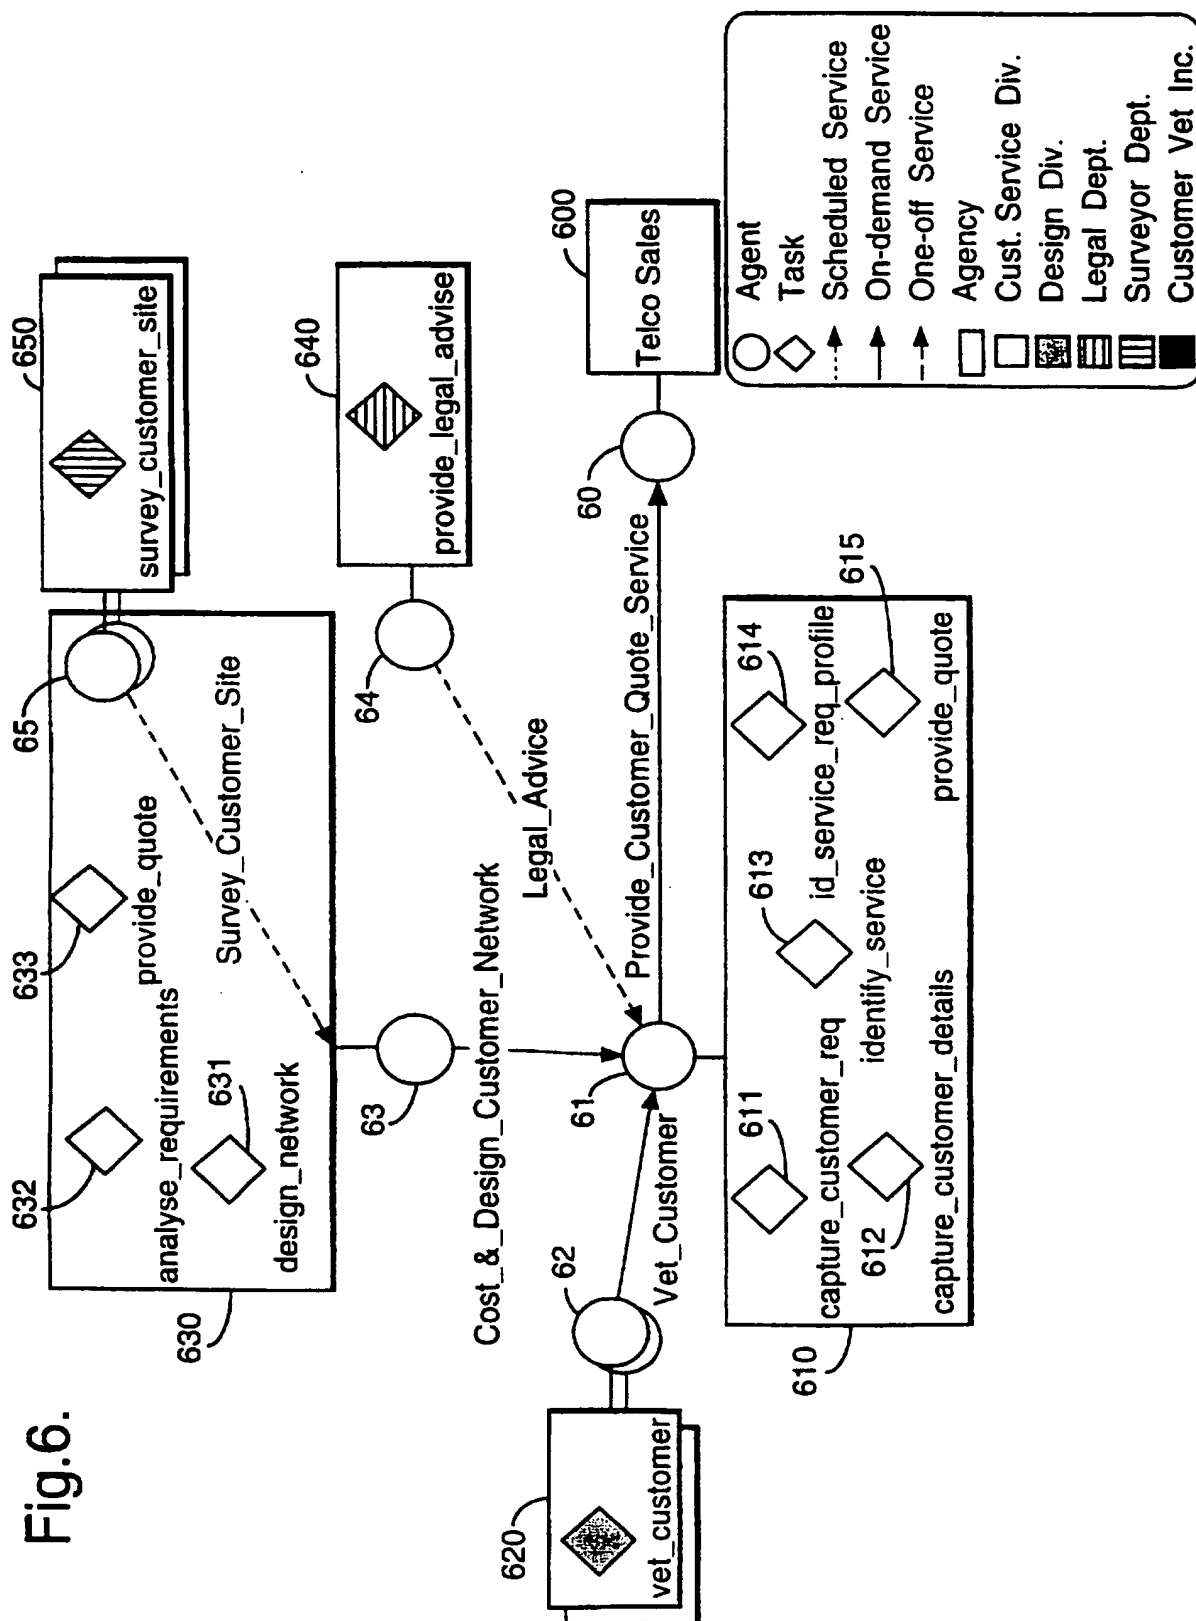 Fig.6.
650
survey_customer_site
65
633
provide_quote
Survey_Customer_Site
632
analyse_requirements
631
design_network
630
63
Cost_&_Design_Customer_Network
640
provide_legal_advise
64
Legal_Advice
600
Telco Sales
60
Provide_Customer_Quote_Service
61
62
Vet_Customer
620
vet_customer
614
id_service_req_profile
615
provide_quote
613
identify_service
611
capture_customer_req
612
capture_customer_details
610
Agent
Task
Scheduled Service
On-demand Service
One-off Service
Agency
Cust. Service Div.
Design Div.
Legal Dept.
Surveyor Dept.
Customer Vet Inc.